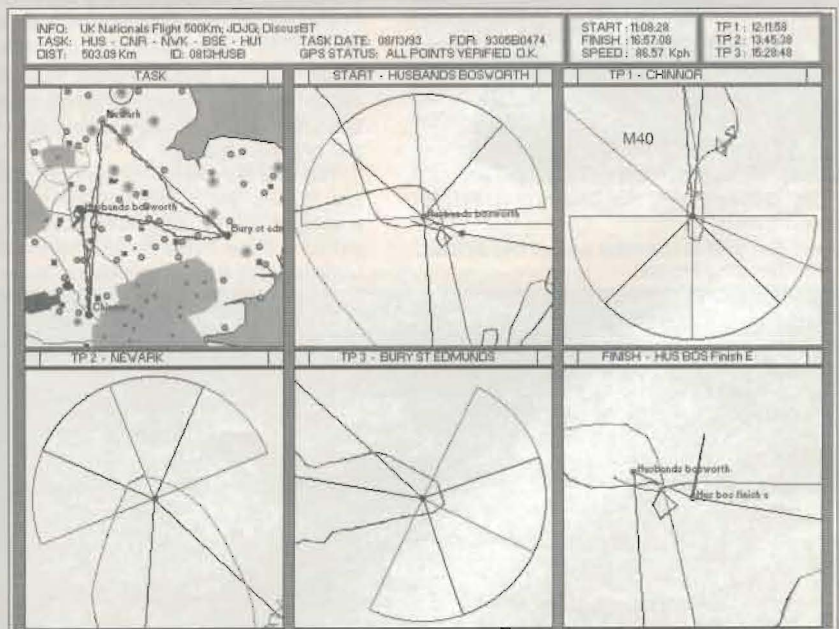 INFO: UK Nationals Flight 500Km; JDJG; DiscusBT
TASK: HUS - CNR - NWK - BSE - HU1 TASK DATE: 08/13/93 FDR: 9305BI0474
DIST: 503.09 Km ID: 0813HUSB GPS STATUS: ALL POINTS VERIFIED O.K.
START : 11:08:28
FINISH : 16:57:08
SPEED : 86.57 Kph
TP 1 : 12:11:58
TP 2 : 13:45:38
TP 3 : 15:28:48
TASK
START - HUSBANDS BOSWORTH
TP 1 - CHINNOR
Newark
Husbands bosworth
Bury st edm
Chinnor
Husbands bosworth
M40
TP 2 - NEWARK
TP 3 - BURY ST EDMUNDS
FINISH - HUS BOS Finish E
Husbands bosworth
Hus bos finish e